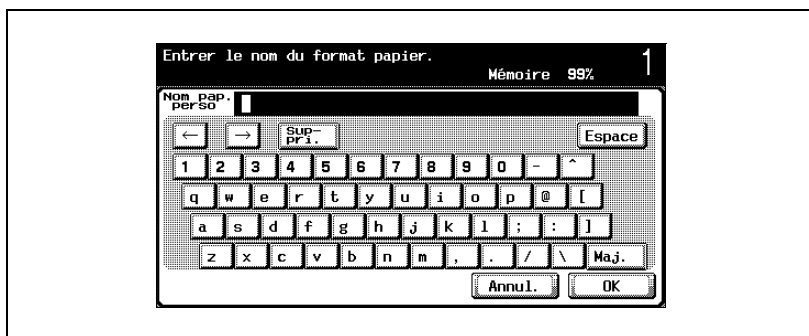 Entrer le nom du format papier.
Mémoire 99% 1
Nom pap.
perso
← → Sup-
pri. Espace
1 2 3 4 5 6 7 8 9 0 - ^
q w e r t y u i o p @ [
a s d f g h j k l ; : ]
z x c v b n m , . / \ Maj.
Annul. OK